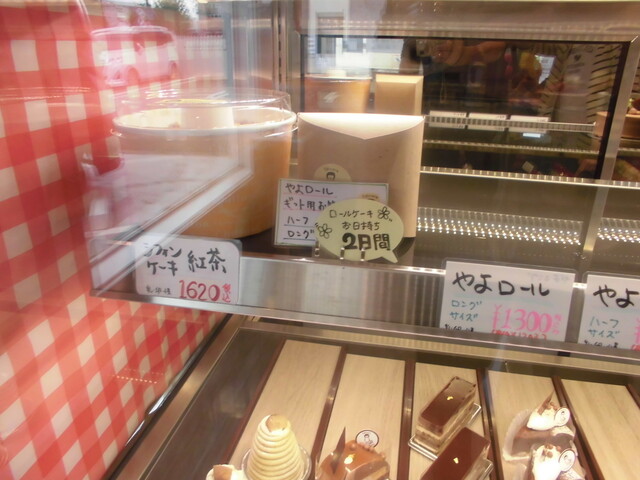 やよロール
ギフト用
ハーフ
ロング
ロールケーキ
お日持ち
2日間
シフォン
ケーキ 紅茶
1620
やよロール
ロング
サイズ
¥1300
やよ
ハーフ
サイズ